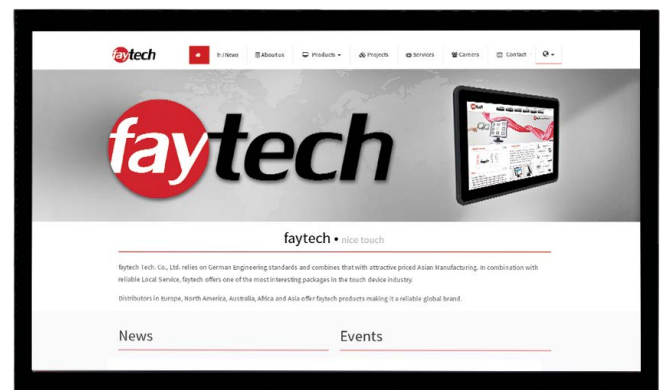 faytech
News
About us
Products
Projects
Services
Careers
Contact
faytech
faytech • nice touch
faytech Tech. Co., Ltd. relies on German Engineering standards and combines that with attractive priced Asian Manufacturing. In combination with
reliable Local Service, faytech offers one of the most interesting packages in the touch device industry.
Distributors in Europe, North America, Australia, Africa and Asia offer faytech products making it a reliable global brand.
News
Events